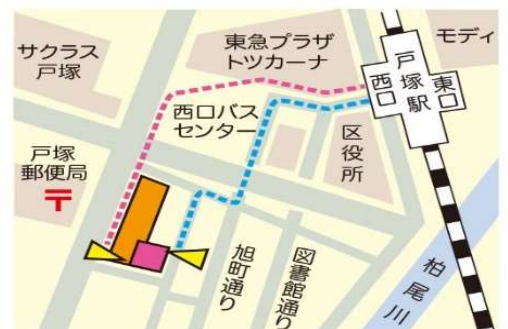 サクラス
戸塚
東急プラザ
トツカーナ
モディ
戸塚駅
西口
東口
西口バス
センター
区役所
戸塚
郵便局
〒
旭町通り
図書館通り
柏尾川